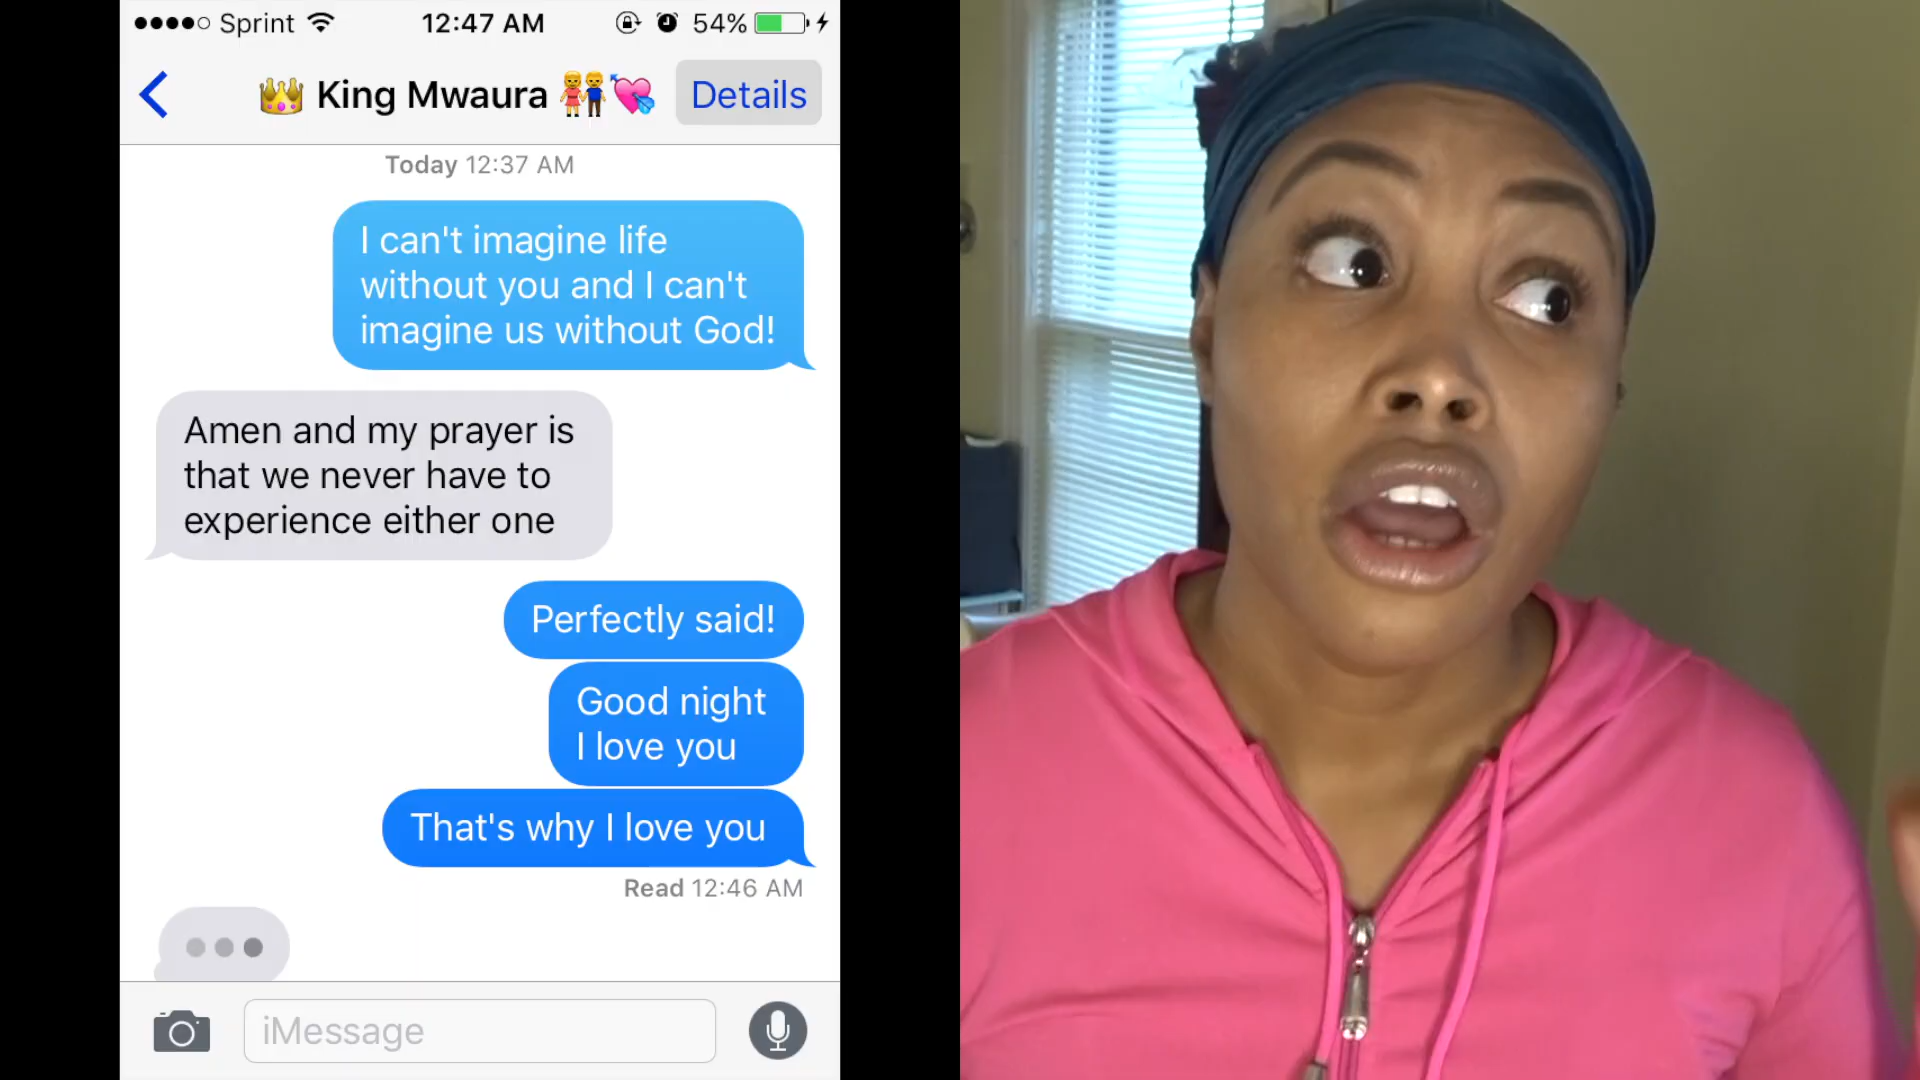 Sprint 12:47 AM 54%
King Mwaura Details
Today 12:37 AM
I can't imagine life
without you and I can't
imagine us without God!
Amen and my prayer is
that we never have to
experience either one
Perfectly said!
Good night
I love you
That's why I love you
Read 12:46 AM
iMessage